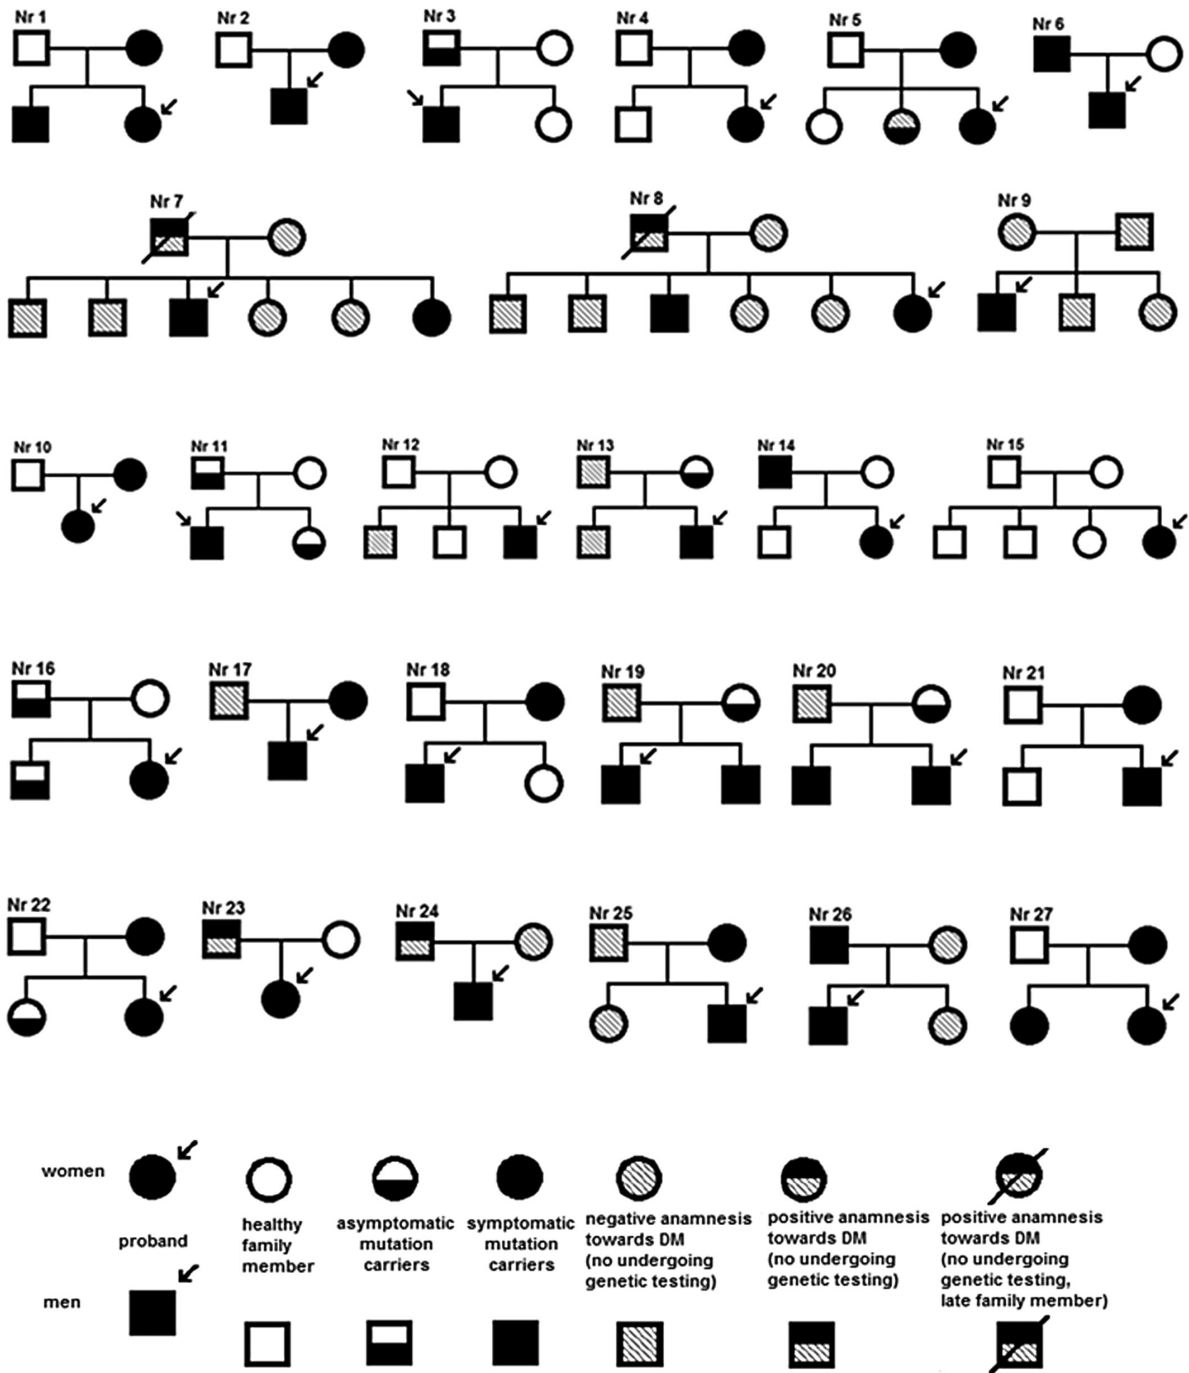 Nr 1
Nr 2
Nr 3
Nr 4
Nr 5
Nr 6
Nr 7
Nr 8
Nr 9
Nr 10
Nr 11
Nr 12
Nr 13
Nr 14
Nr 15
Nr 16
Nr 17
Nr 18
Nr 19
Nr 20
Nr 21
Nr 22
Nr 23
Nr 24
Nr 25
Nr 26
Nr 27
women
proband
men
healthy
family
member
asymptomatic
mutation
carriers
symptomatic
mutation
carriers
negative anamnesis
towards DM
(no undergoing
genetic testing)
positive anamnesis
towards DM
(no undergoing
genetic testing)
positive anamnesis
towards DM
(no undergoing
genetic testing,
late family member)